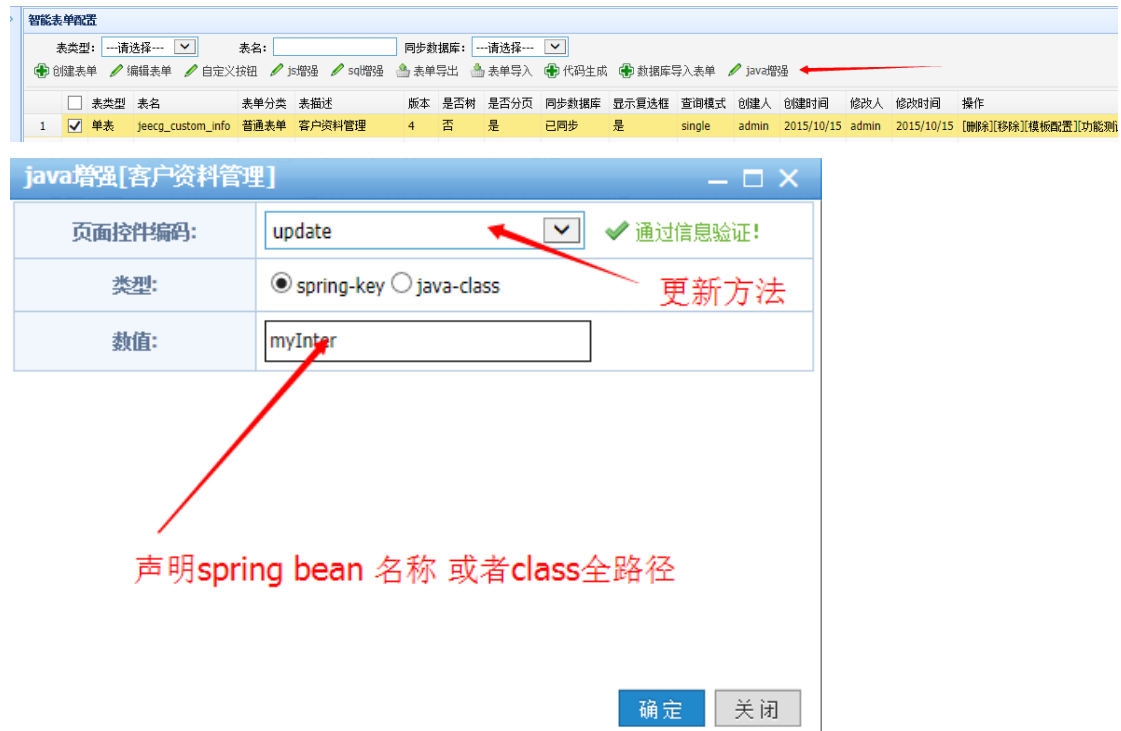 智能表单配置
表类型: ---请选择--- 表名: 同步数据库: ---请选择---
创建表单 编辑表单 自定义按钮 js增强 sql增强 表单导出 表单导入 代码生成 数据库导入表单 java增强
表类型 表名 表单分类 表描述 版本 是否树 是否分页 同步数据库 显示复选框 查询模式 创建人 创建时间 修改人 修改时间 操作
1 单表 jeecg_custom_info 普通表单 客户资料管理 4 否 是 已同步 是 single admin 2015/10/15 admin 2015/10/15 [删除][移除][模板配置][功能测试
java增强[客户资料管理]
页面控件编码: update 通过信息验证!
类型: spring-key java-class
更新方法
数值: myInter
声明spring bean 名称 或者class全路径
确定 关闭